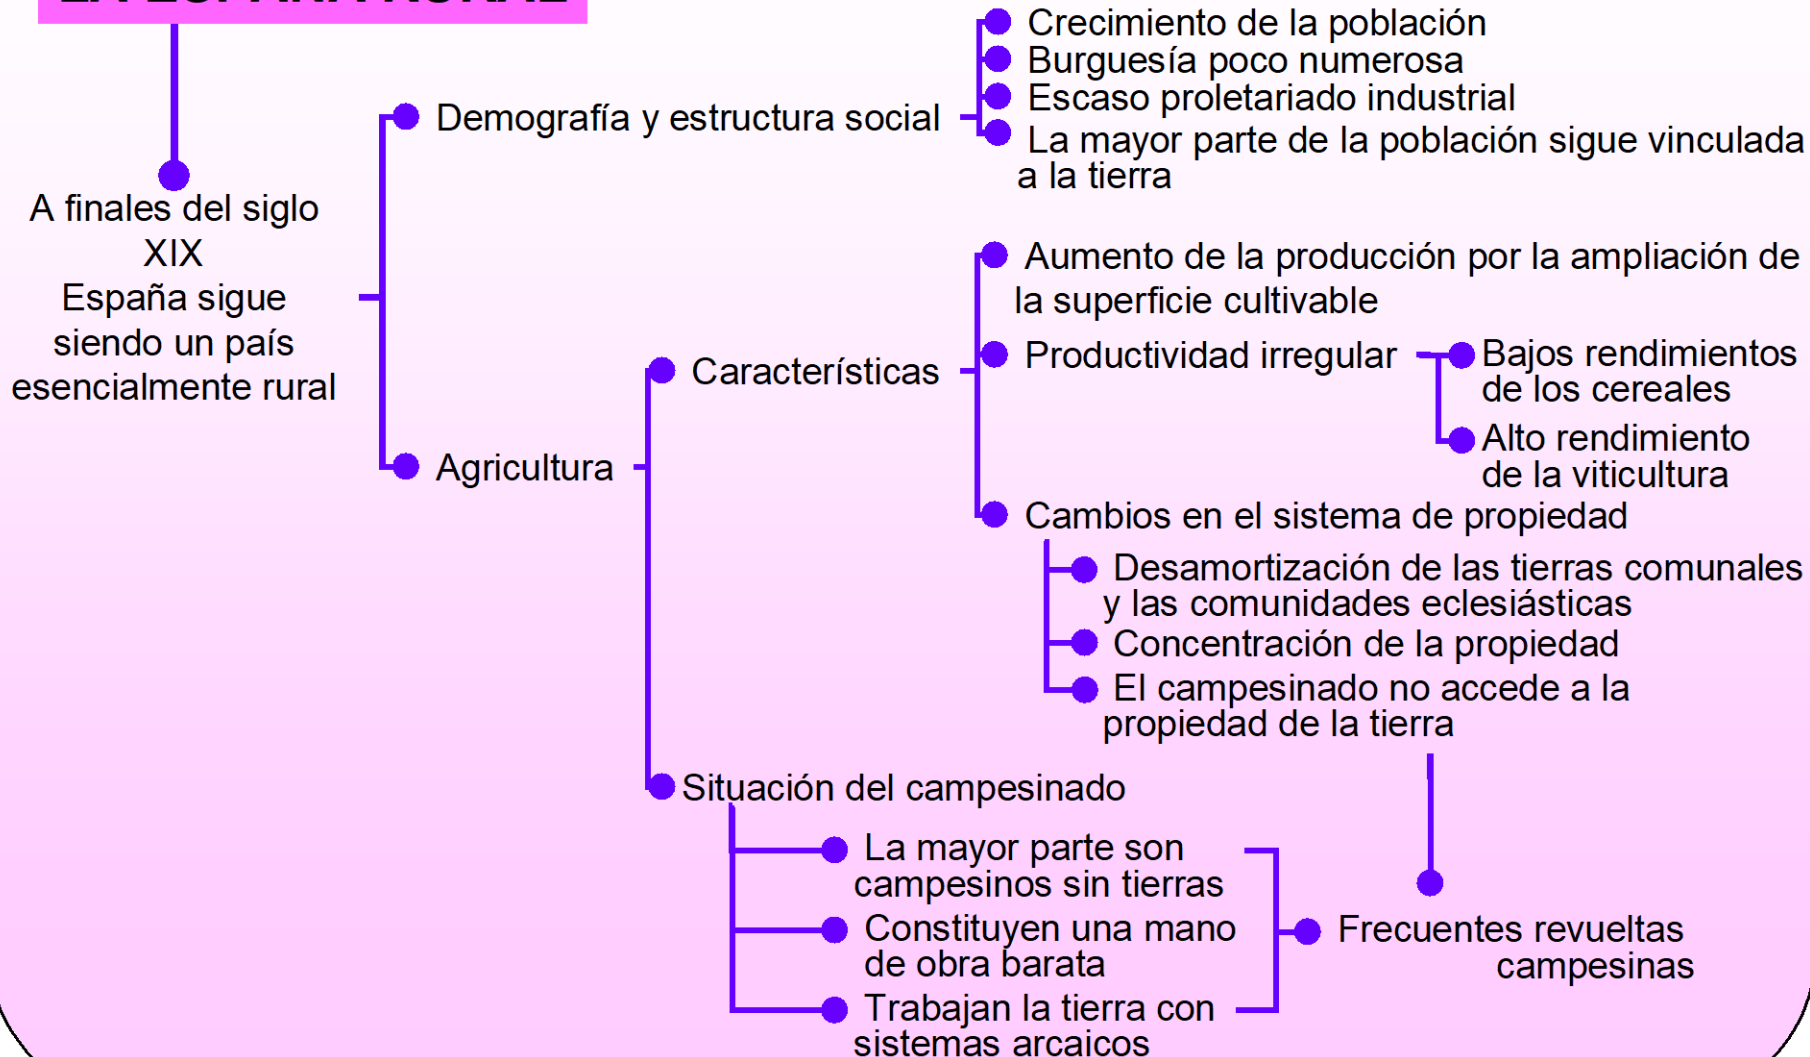 LA ESPAÑA RURAL
A finales del siglo
XIX
España sigue
siendo un país
esencialmente rural
Demografía y estructura social
Crecimiento de la población
Burguesía poco numerosa
Escaso proletariado industrial
La mayor parte de la población sigue vinculada
a la tierra
Agricultura
Características
Aumento de la producción por la ampliación de
la superficie cultivable
Productividad irregular
Bajos rendimientos
de los cereales
Alto rendimiento
de la viticultura
Cambios en el sistema de propiedad
Desamortización de las tierras comunales
y las comunidades eclesiásticas
Concentración de la propiedad
El campesinado no accede a la
propiedad de la tierra
Situación del campesinado
La mayor parte son
campesinos sin tierras
Constituyen una mano
de obra barata
Trabajan la tierra con
sistemas arcaicos
Frecuentes revueltas
campesinas